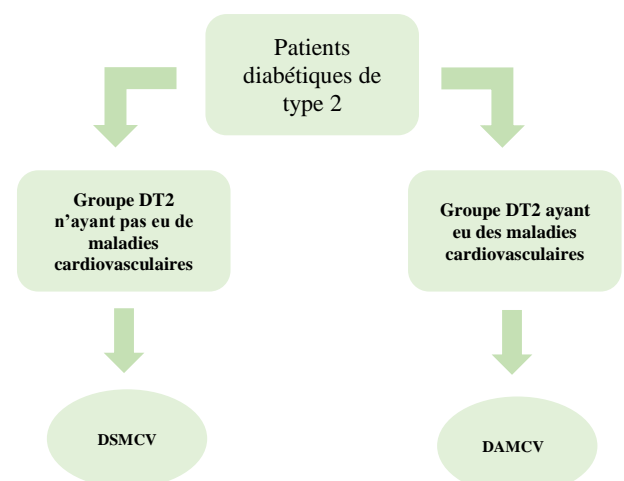 Patients
diabétiques de
type 2
Groupe DT2
n'ayant pas eu de
maladies
cardiovasculaires
Groupe DT2 ayant
eu des maladies
cardiovasculaires
DSMCV
DAMCV